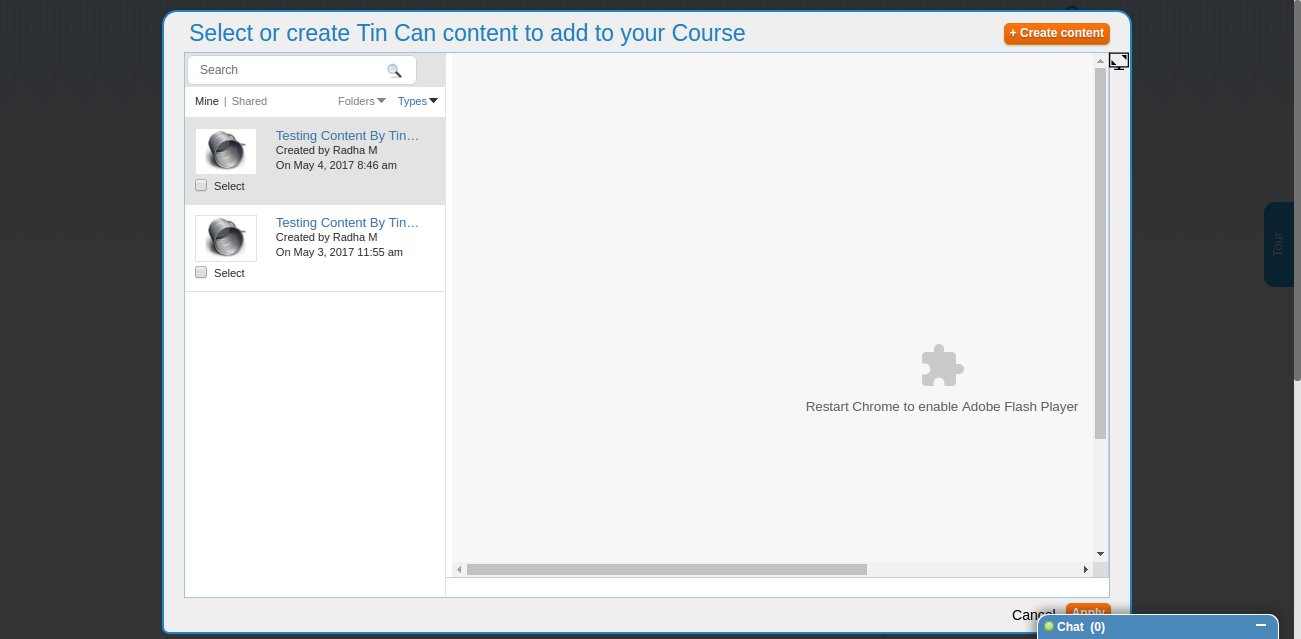 Select or create Tin Can content to add to your Course
+ Create content
Search
Mine | Shared
Folders
Types
Testing Content By Tin…
Created by Radha M
On May 4, 2017 8:46 am
Select
Testing Content By Tin…
Created by Radha M
On May 3, 2017 11:55 am
Select
Restart Chrome to enable Adobe Flash Player
Tour
Cancel
Apply
Chat (0)